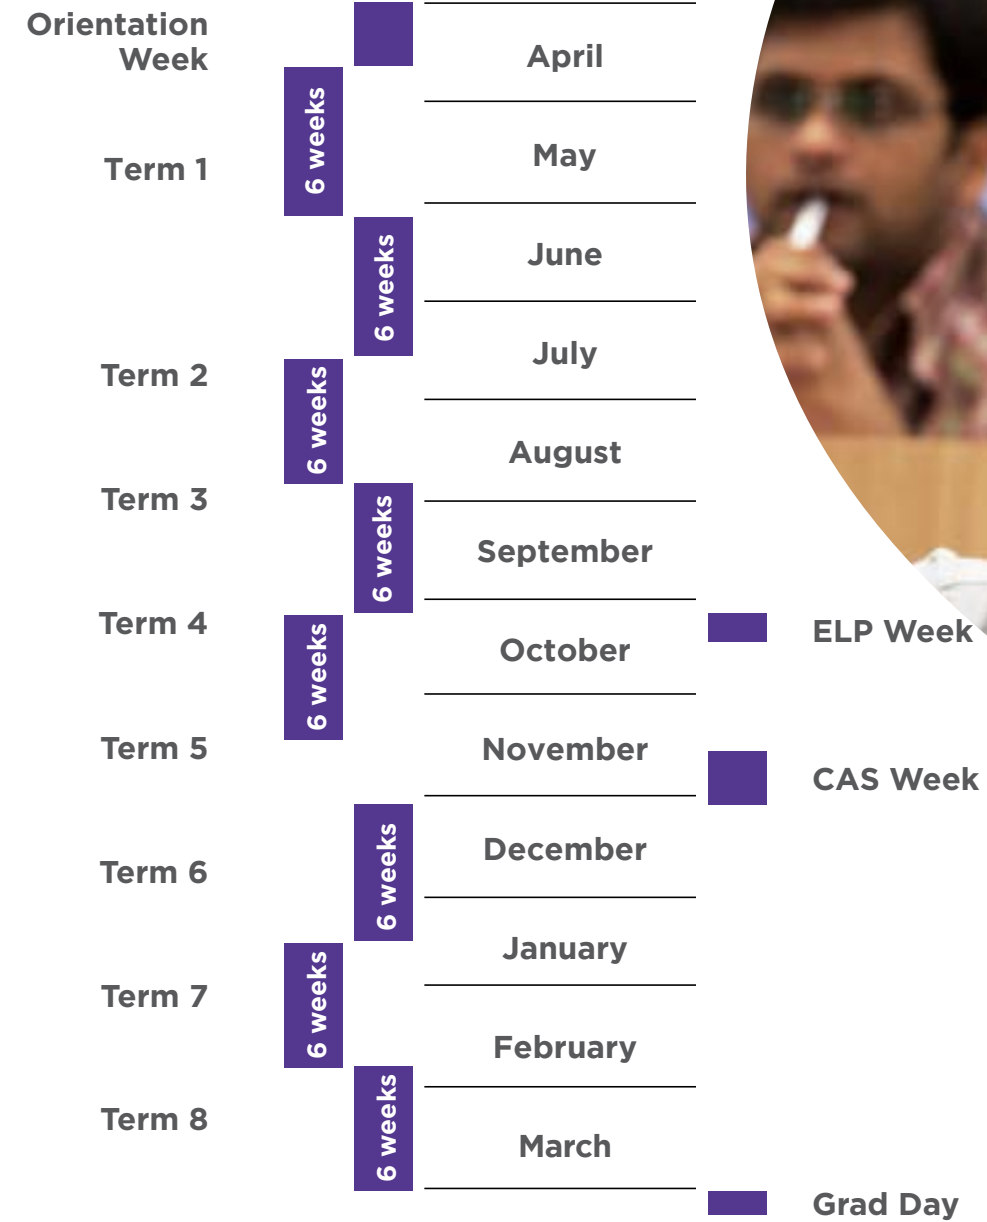 Orientation
Week
April
6 weeks
Term 1
May
6 weeks
June
July
Term 2
6 weeks
August
Term 3
6 weeks
September
Term 4
ELP Week
6 weeks
October
Term 5
November
CAS Week
6 weeks
December
Term 6
January
Term 7
6 weeks
February
Term 8
6 weeks
March
Grad Day